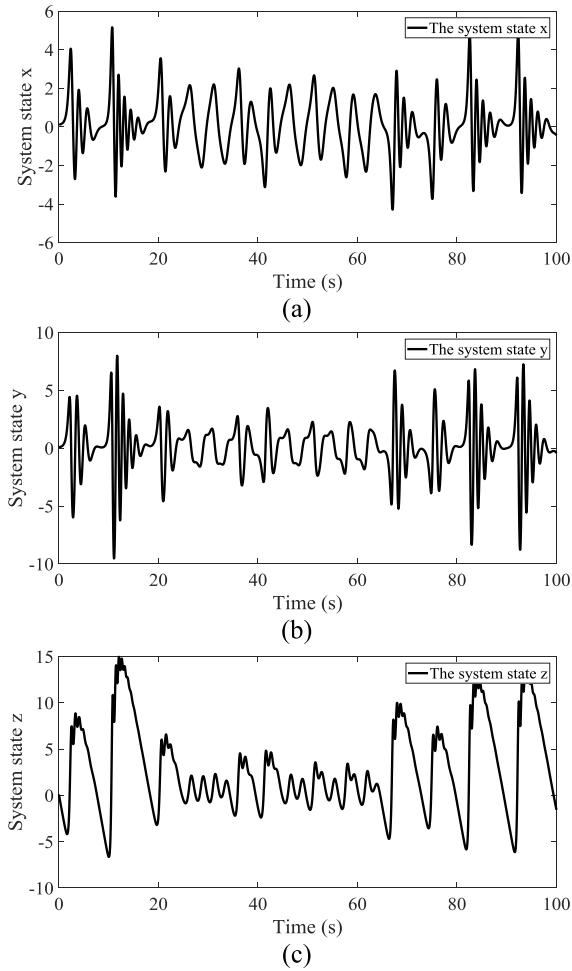 6
The system state x
4
2
0
-2
-4
-6
System state x
0 20 40 60 80 100
Time (s)
(a)
10
The system state y
5
0
-5
-10
System state y
0 20 40 60 80 100
Time (s)
(b)
15
The system state z
10
5
0
-5
-10
System state z
0 20 40 60 80 100
Time (s)
(c)